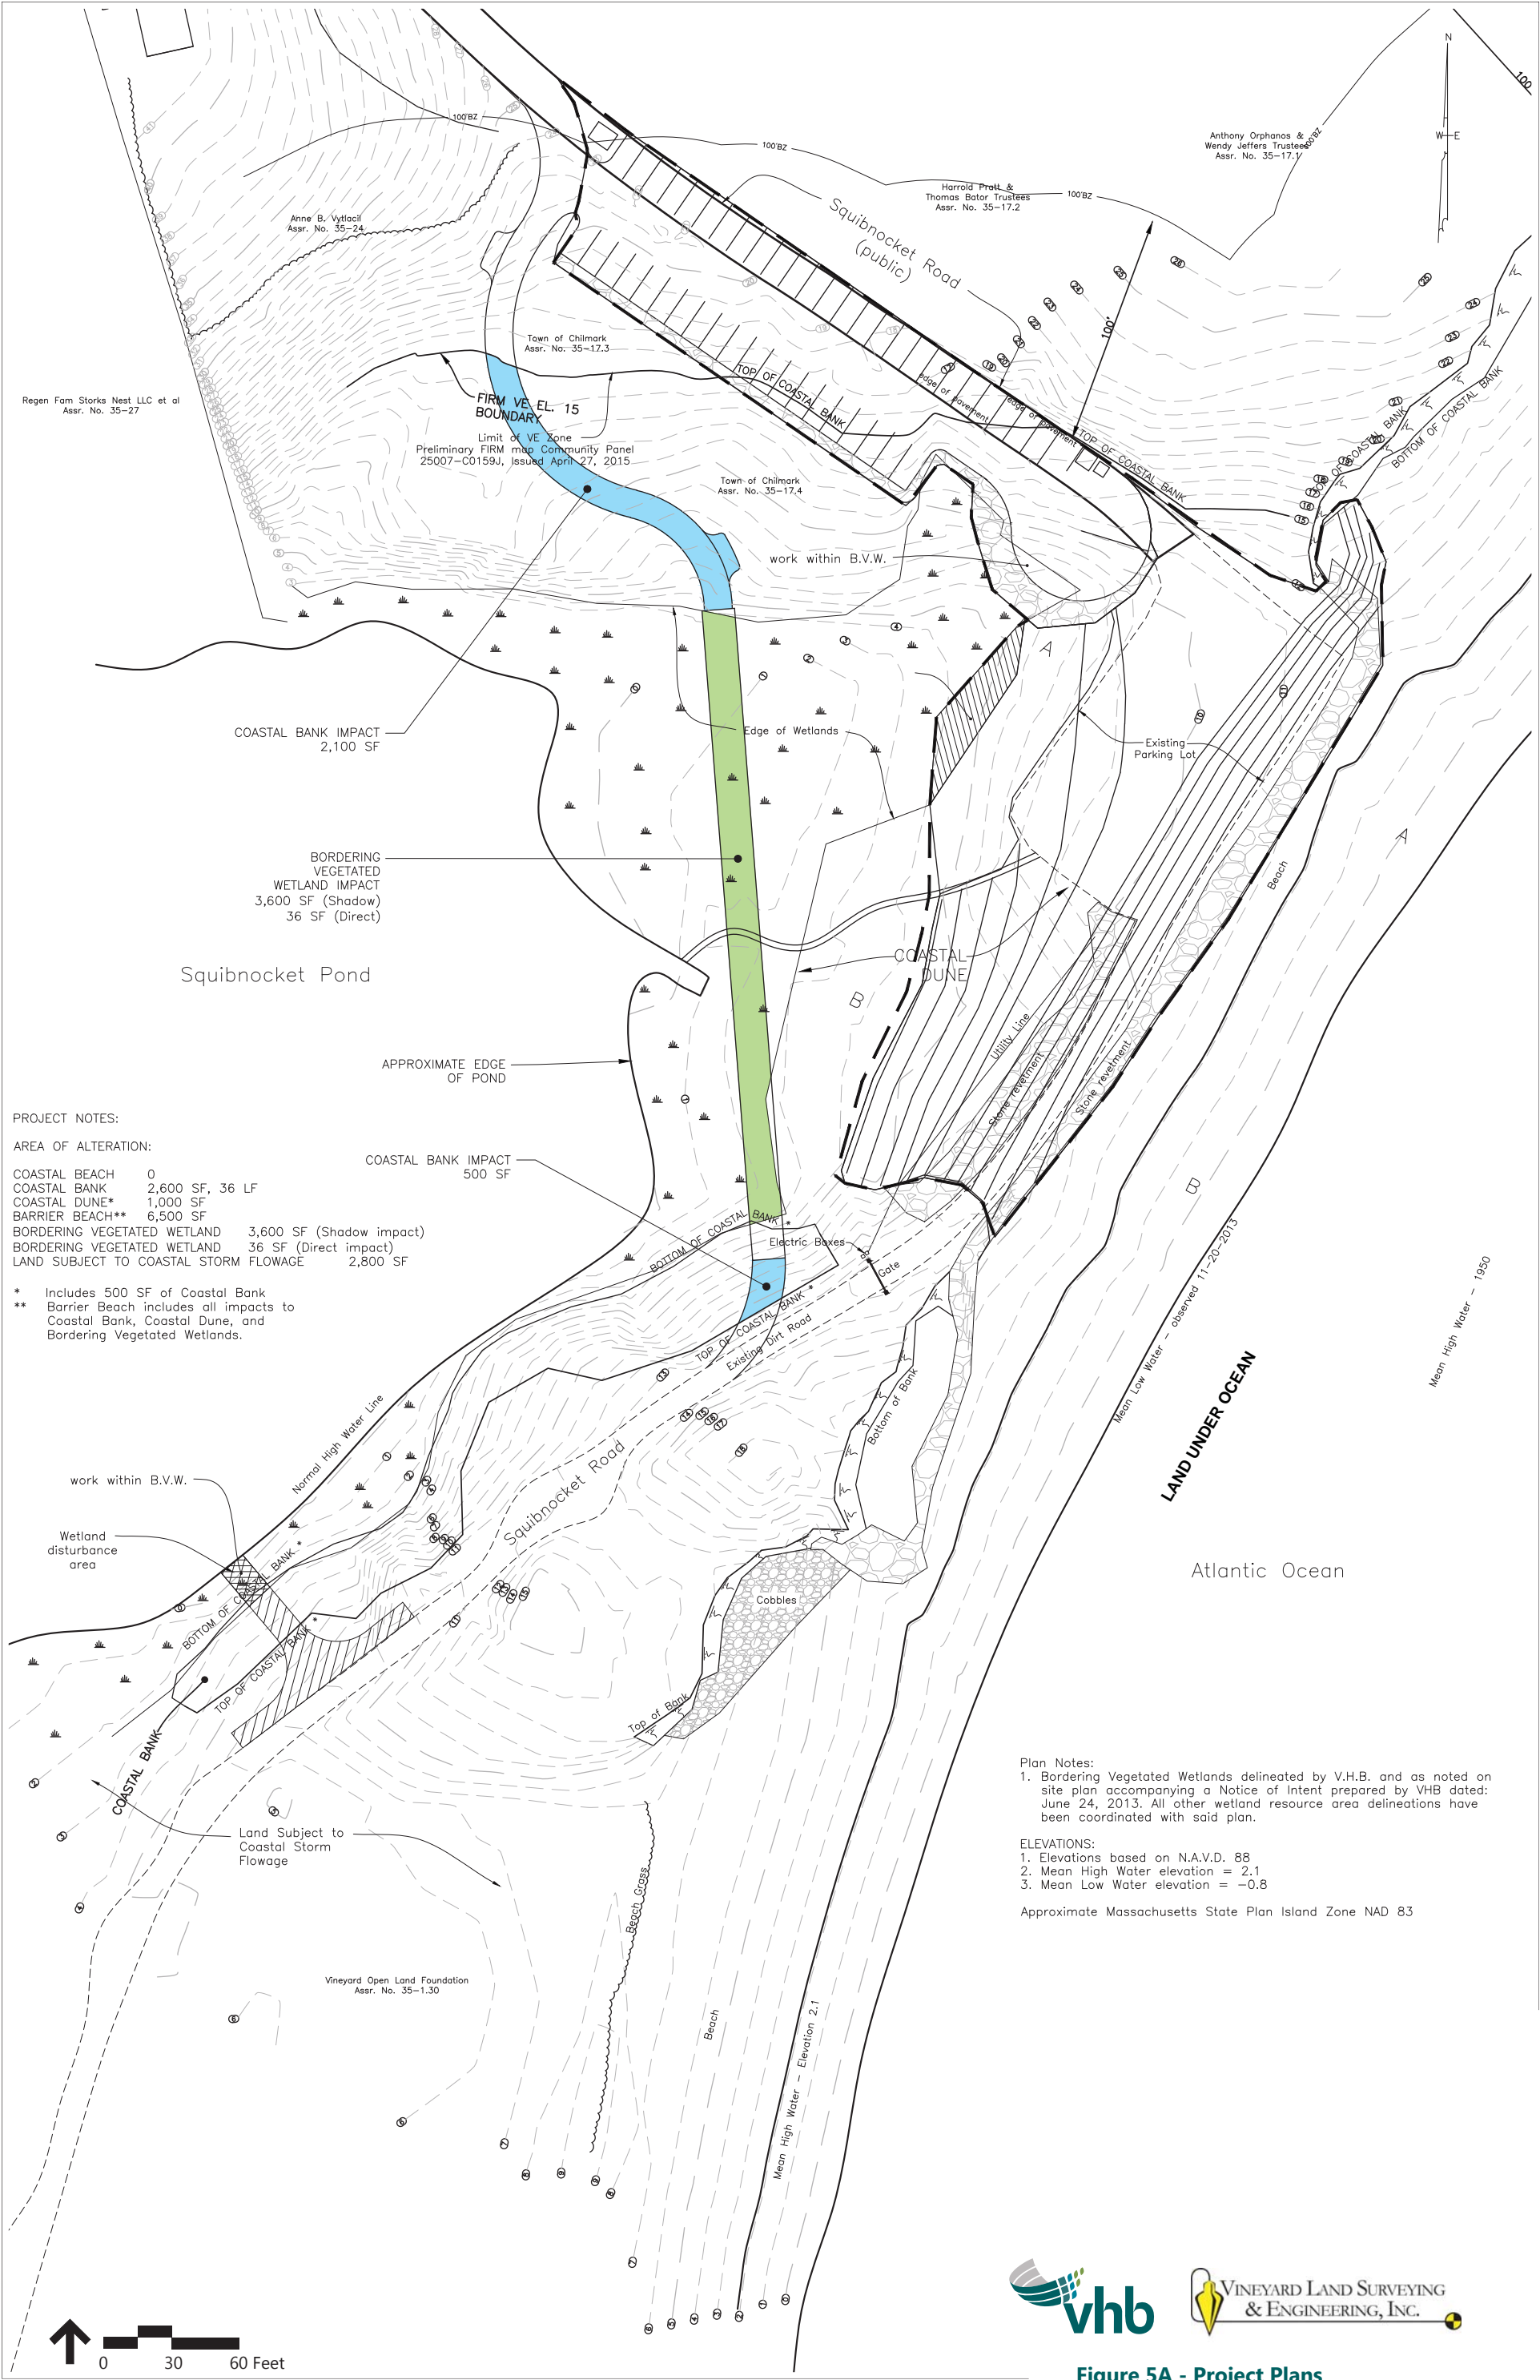 100'BZ
100'BZ
100'BZ
100'BZ
100
N
W E
Anthony Orphanos &
Wendy Jeffers Trustees
Assr. No. 35-17.1
Harrold Pratt &
Thomas Bator Trustees
Assr. No. 35-17.2
Anne B. Vytlacil
Assr. No. 35-24
Squibnocket Road
(public)
100'
Town of Chilmark
Assr. No. 35-17.3
Regen Fam Storks Nest LLC et al
Assr. No. 35-27
FIRM VE EL. 15
BOUNDARY
TOP OF COASTAL BANK
edge of pavement
edge of pavement
TOP OF COASTAL BANK
TOP OF COASTAL BANK
BOTTOM OF COASTAL BANK
Limit of VE Zone
Preliminary FIRM map Community Panel
25007-C0159J, Issued April 27, 2015
Town of Chilmark
Assr. No. 35-17.4
work within B.V.W.
A
COASTAL BANK IMPACT
2,100 SF
Edge of Wetlands
Existing
Parking Lot
A
BORDERING
VEGETATED
WETLAND IMPACT
3,600 SF (Shadow)
36 SF (Direct)
Beach
Squibnocket Pond
COASTAL
DUNE
B
Utility Line
Stone revetment
Stone revetment
APPROXIMATE EDGE
OF POND
PROJECT NOTES:
AREA OF ALTERATION:
COASTAL BEACH 0
COASTAL BANK 2,600 SF, 36 LF
COASTAL DUNE* 1,000 SF
BARRIER BEACH** 6,500 SF
BORDERING VEGETATED WETLAND 3,600 SF (Shadow impact)
BORDERING VEGETATED WETLAND 36 SF (Direct impact)
LAND SUBJECT TO COASTAL STORM FLOWAGE 2,800 SF
* Includes 500 SF of Coastal Bank
** Barrier Beach includes all impacts to
Coastal Bank, Coastal Dune, and
Bordering Vegetated Wetlands.
COASTAL BANK IMPACT
500 SF
B
BOTTOM OF COASTAL BANK *
Electric Boxes
Gate
TOP OF COASTAL BANK *
Existing Dirt Road
Mean Low Water - observed 11-20-2013
Mean High Water - 1950
LAND UNDER OCEAN
Bottom of Bank
Normal High Water Line
Squibnocket Road
work within B.V.W.
Wetland
disturbance
area
BOTTOM OF COASTAL BANK *
TOP OF COASTAL BANK *
COASTAL BANK
Atlantic Ocean
Cobbles
Top of Bank
Land Subject to
Coastal Storm
Flowage
Beach Grass
Plan Notes:
1. Bordering Vegetated Wetlands delineated by V.H.B. and as noted on
site plan accompanying a Notice of Intent prepared by VHB dated:
June 24, 2013. All other wetland resource area delineations have
been coordinated with said plan.
ELEVATIONS:
1. Elevations based on N.A.V.D. 88
2. Mean High Water elevation = 2.1
3. Mean Low Water elevation = -0.8
Approximate Massachusetts State Plan Island Zone NAD 83
Vineyard Open Land Foundation
Assr. No. 35-1.30
Beach
Mean High Water - Elevation 2.1
0 30 60 Feet
vhb
VINEYARD LAND SURVEYING
& ENGINEERING, INC.
Figure 5A - Project Plans